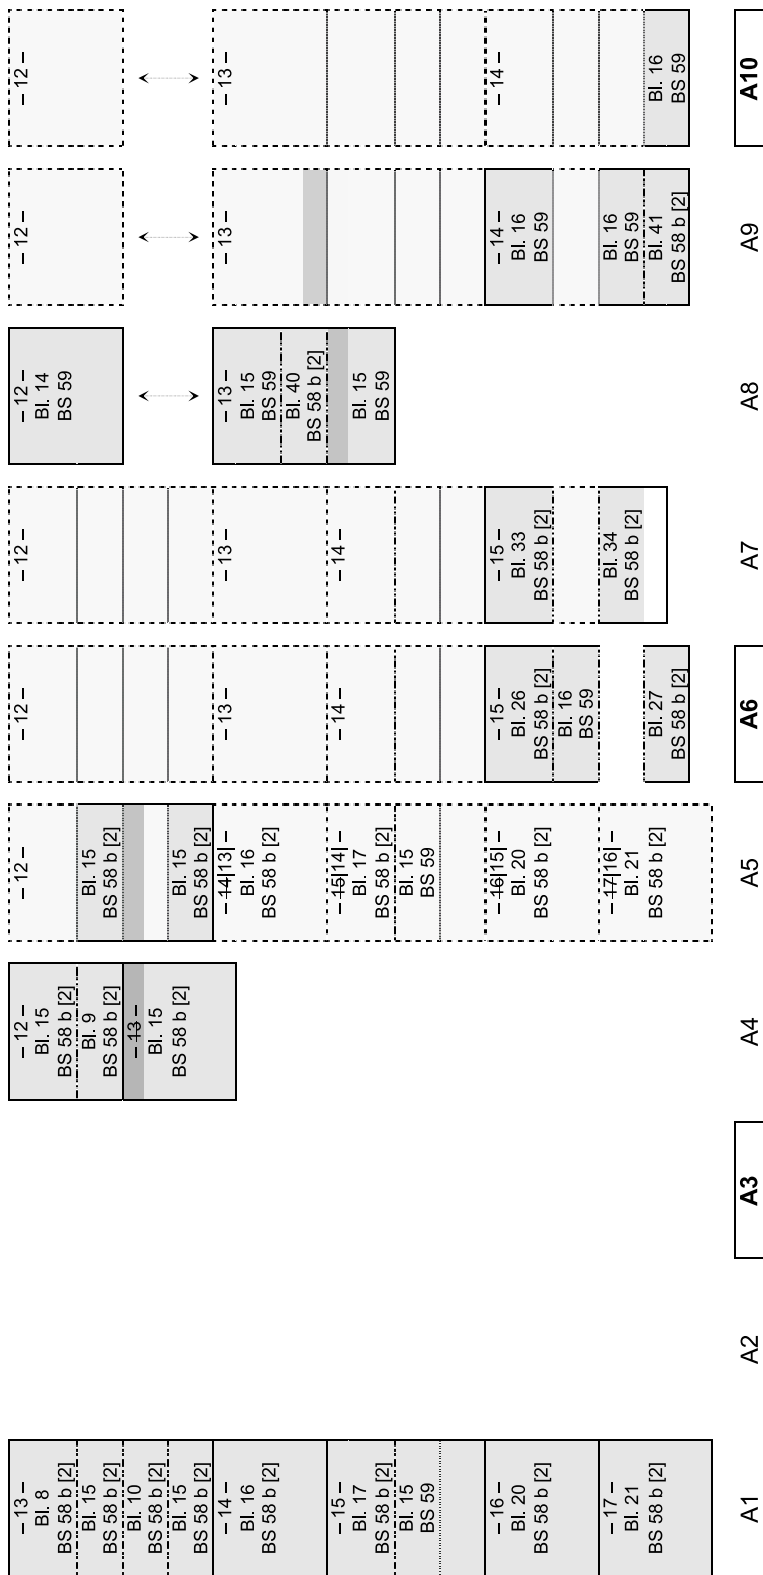 – 13 –
Bl. 8
BS 58 b [2]
Bl. 15
BS 58 b [2]
Bl. 10
BS 58 b [2]
Bl. 15
BS 58 b [2]
– 14 –
Bl. 16
BS 58 b [2]
– 15 –
Bl. 17
BS 58 b [2]
Bl. 15
BS 59
– 16 –
Bl. 20
BS 58 b [2]
– 17 –
Bl. 21
BS 58 b [2]
A1
A2
A3
– 12 –
Bl. 15
BS 58 b [2]
Bl. 9
BS 58 b [2]
– 13 –
Bl. 15
BS 58 b [2]
A4
– 12 –
Bl. 15
BS 58 b [2]
Bl. 15
BS 58 b [2]
– 14|13| –
Bl. 16
BS 58 b [2]
– 15|14| –
Bl. 17
BS 58 b [2]
Bl. 15
BS 59
– 16|15| –
Bl. 20
BS 58 b [2]
– 17|16| –
Bl. 21
BS 58 b [2]
A5
– 12 –
– 13 –
– 14 –
– 15 –
Bl. 26
BS 58 b [2]
Bl. 16
BS 59
Bl. 27
BS 58 b [2]
A6
– 12 –
– 13 –
– 14 –
– 15 –
Bl. 33
BS 58 b [2]
Bl. 34
BS 58 b [2]
A7
– 12 –
Bl. 14
BS 59
– 13 –
Bl. 15
BS 59
Bl. 40
BS 58 b [2]
Bl. 15
BS 59
A8
– 12 –
– 13 –
– 14 –
Bl. 16
BS 59
Bl. 16
BS 59
Bl. 41
BS 58 b [2]
A9
– 12 –
– 13 –
– 14 –
Bl. 16
BS 59
A10